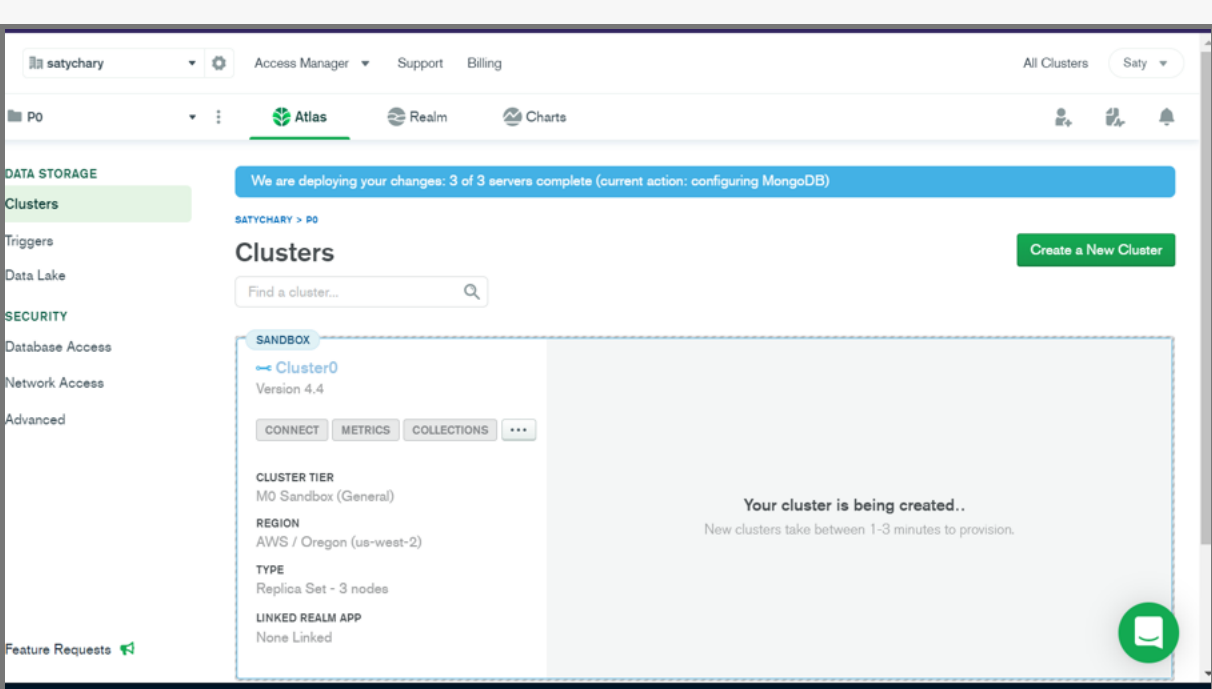 satychary
Access Manager
Support
Billing
All Clusters
Saty
P0
Atlas
Realm
Charts
DATA STORAGE
Clusters
Triggers
Data Lake
SECURITY
Database Access
Network Access
Advanced
Feature Requests
We are deploying your changes: 3 of 3 servers complete (current action: configuring MongoDB)
SATYCHARY > P0
Clusters
Create a New Cluster
Find a cluster...
SANDBOX
Cluster0
Version 4.4
CONNECT
METRICS
COLLECTIONS
...
CLUSTER TIER
M0 Sandbox (General)
REGION
AWS / Oregon (us-west-2)
TYPE
Replica Set - 3 nodes
LINKED REALM APP
None Linked
Your cluster is being created..
New clusters take between 1-3 minutes to provision.